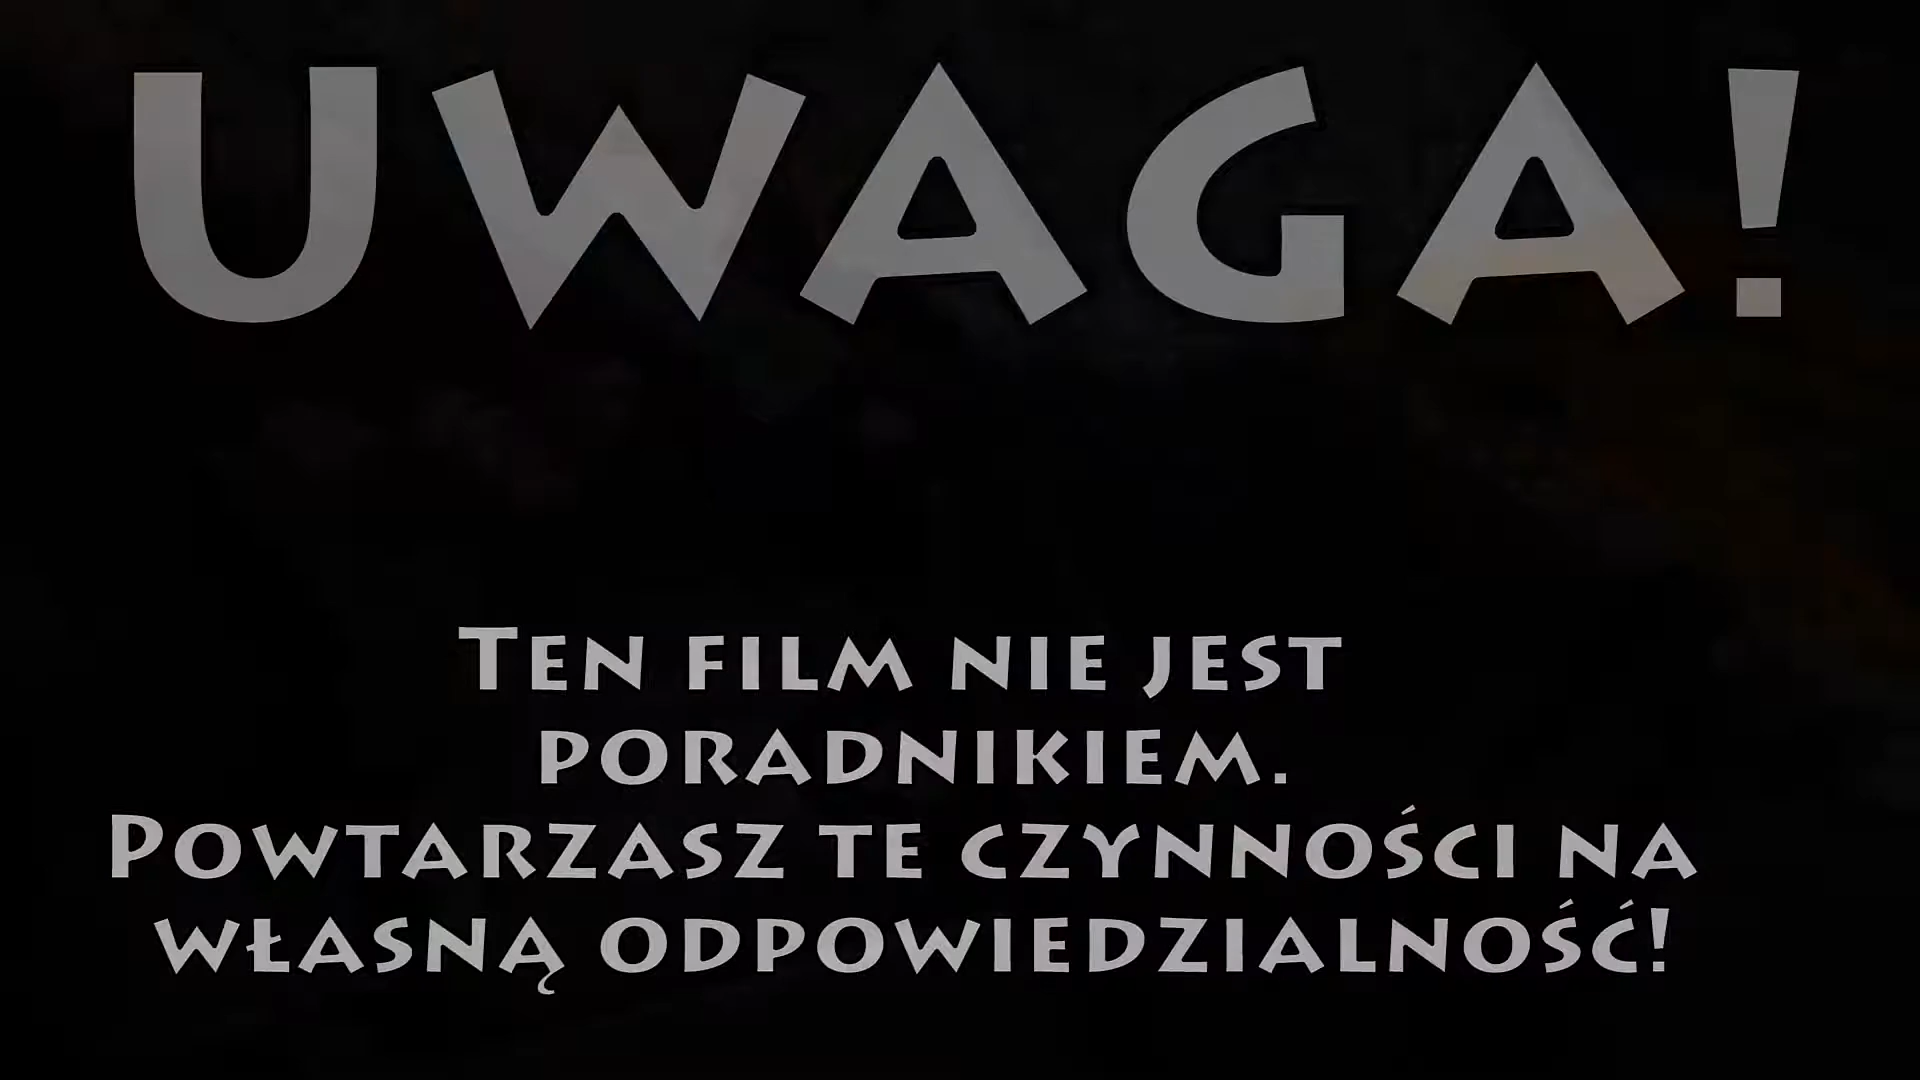 UWAGA!
Ten film nie jest
poradnikiem.
Powtarzasz te czynności na
własną odpowiedzialność!